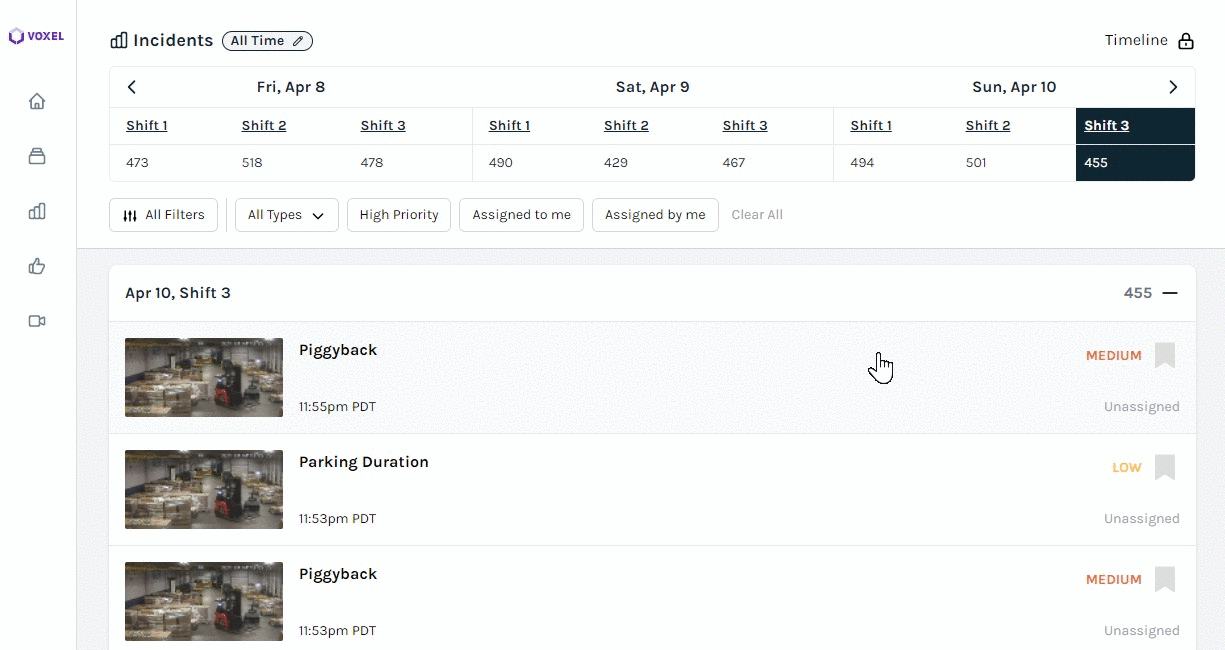 VOXEL
Incidents All Time
Timeline
Fri, Apr 8 Sat, Apr 9 Sun, Apr 10
Shift 1 Shift 2 Shift 3 Shift 1 Shift 2 Shift 3 Shift 1 Shift 2 Shift 3
473 518 478 490 429 467 494 501 455
All Filters All Types High Priority Assigned to me Assigned by me Clear All
Apr 10, Shift 3 455
Piggyback MEDIUM
11:55pm PDT Unassigned
Parking Duration LOW
11:53pm PDT Unassigned
Piggyback MEDIUM
11:53pm PDT Unassigned